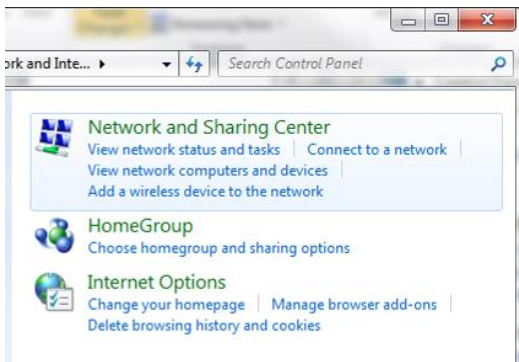 ork and Inte...
Search Control Panel
Network and Sharing Center
View network status and tasks
Connect to a network
View network computers and devices
Add a wireless device to the network
HomeGroup
Choose homegroup and sharing options
Internet Options
Change your homepage
Manage browser add-ons
Delete browsing history and cookies